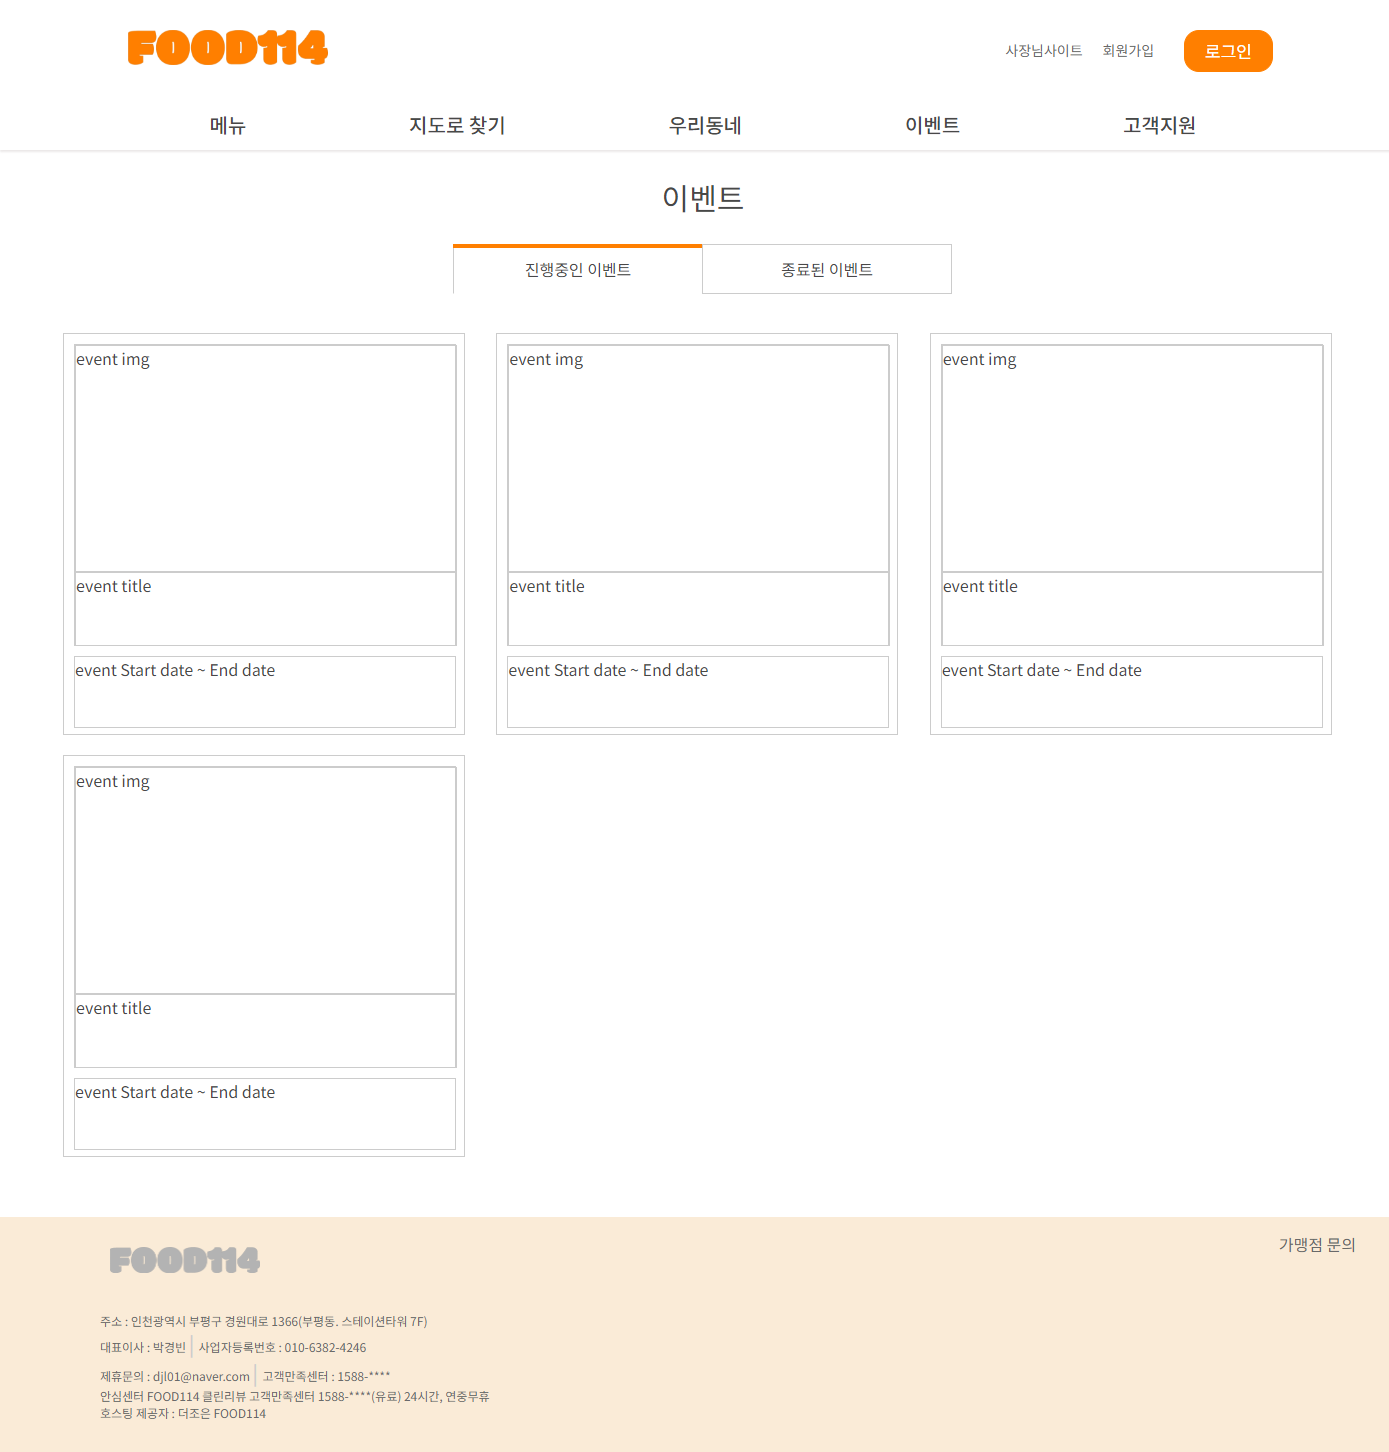 FOOD114
사장님사이트 회원가입 로그인
메뉴 지도로 찾기 우리동네 이벤트 고객지원
이벤트
진행중인 이벤트 종료된 이벤트
event img event img event img
event title event title event title
event Start date ~ End date event Start date ~ End date event Start date ~ End date
event img
event title
event Start date ~ End date
FOOD114
가맹점 문의
주소 : 인천광역시 부평구 경원대로 1366(부평동. 스테이션타워 7F)
대표이사 : 박경빈 | 사업자등록번호 : 010-6382-4246
제휴문의 : djl01@naver.com | 고객만족센터 : 1588-****
안심센터 FOOD114 클린리뷰 고객만족센터 1588-****(유료) 24시간, 연중무휴
호스팅 제공자 : 더조은 FOOD114